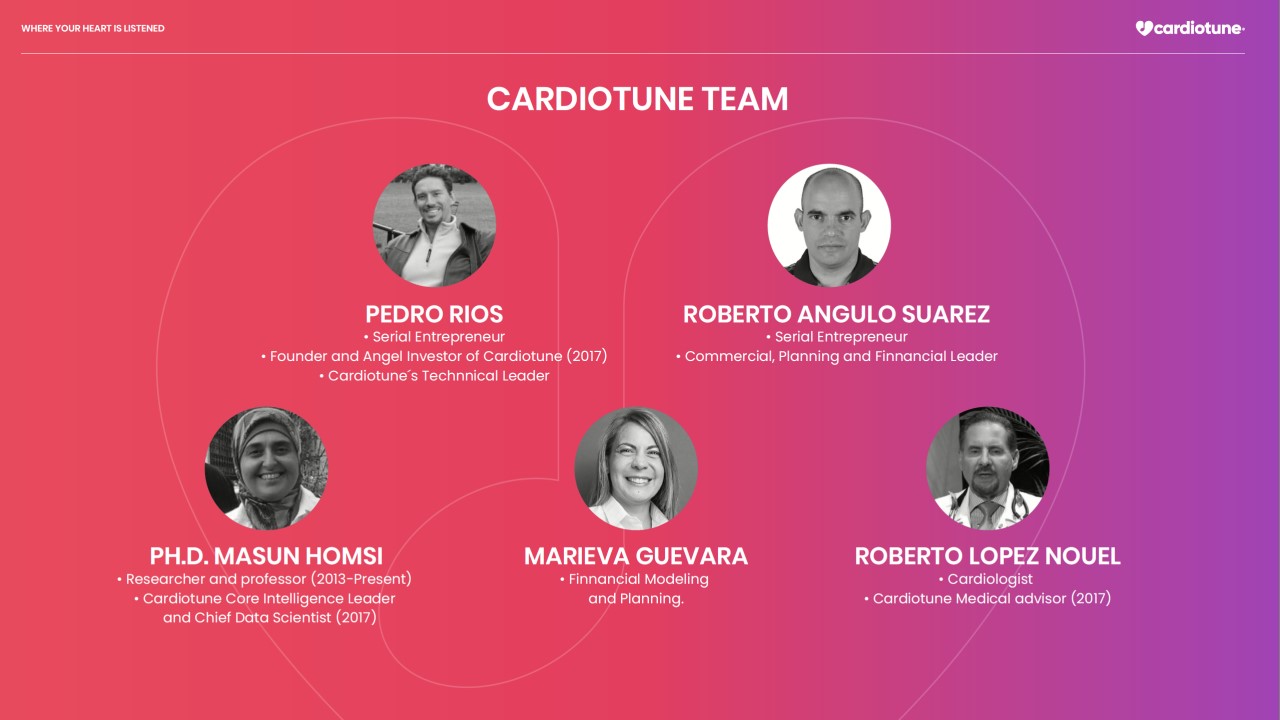 WHERE YOUR HEART IS LISTENED
cardiotune
CARDIOTUNE TEAM
PEDRO RIOS
• Serial Entrepreneur
• Founder and Angel Investor of Cardiotune (2017)
• Cardiotune´s Technnical Leader
ROBERTO ANGULO SUAREZ
• Serial Entrepreneur
• Commercial, Planning and Finnancial Leader
PH.D. MASUN HOMSI
• Researcher and professor (2013-Present)
• Cardiotune Core Intelligence Leader
and Chief Data Scientist (2017)
MARIEVA GUEVARA
• Finnancial Modeling
and Planning.
ROBERTO LOPEZ NOUEL
• Cardiologist
• Cardiotune Medical advisor (2017)